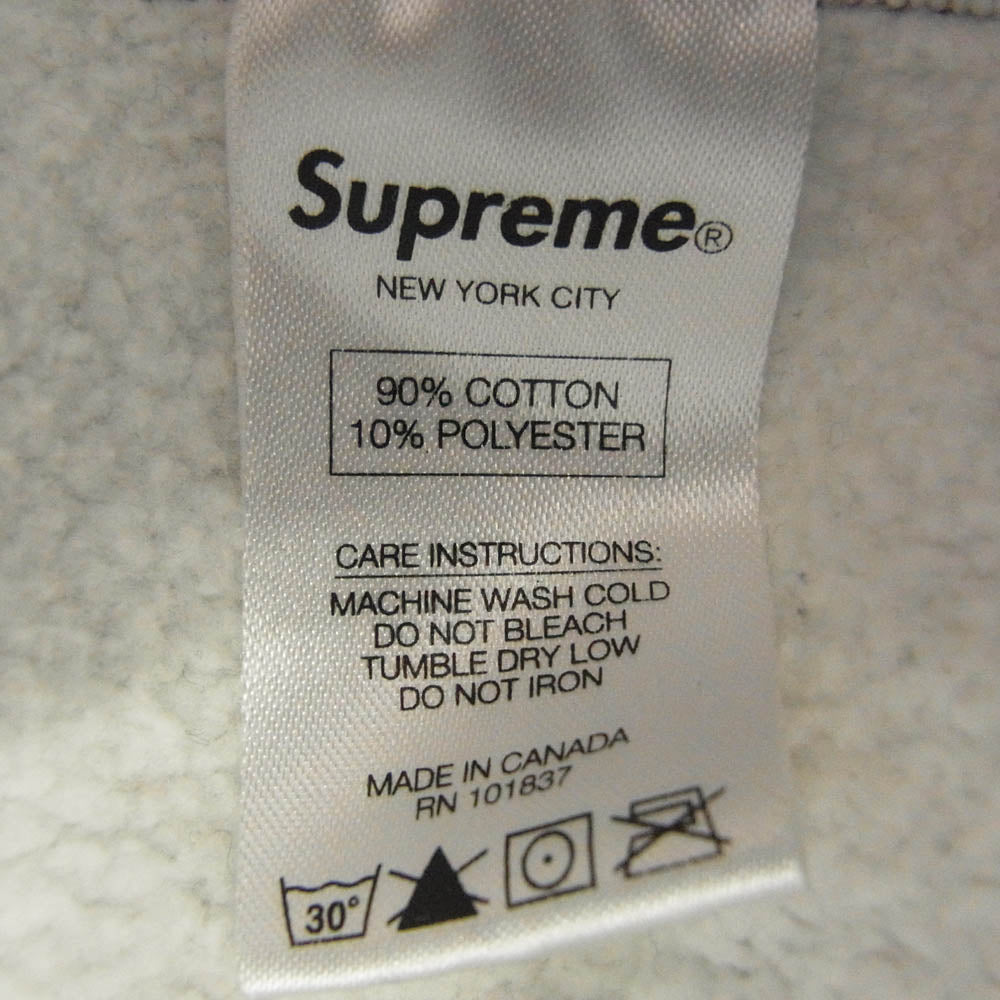 Supreme®
NEW YORK CITY
90% COTTON
10% POLYESTER
CARE INSTRUCTIONS:
MACHINE WASH COLD
DO NOT BLEACH
TUMBLE DRY LOW
DO NOT IRON
MADE IN CANADA
RN 101837
30°